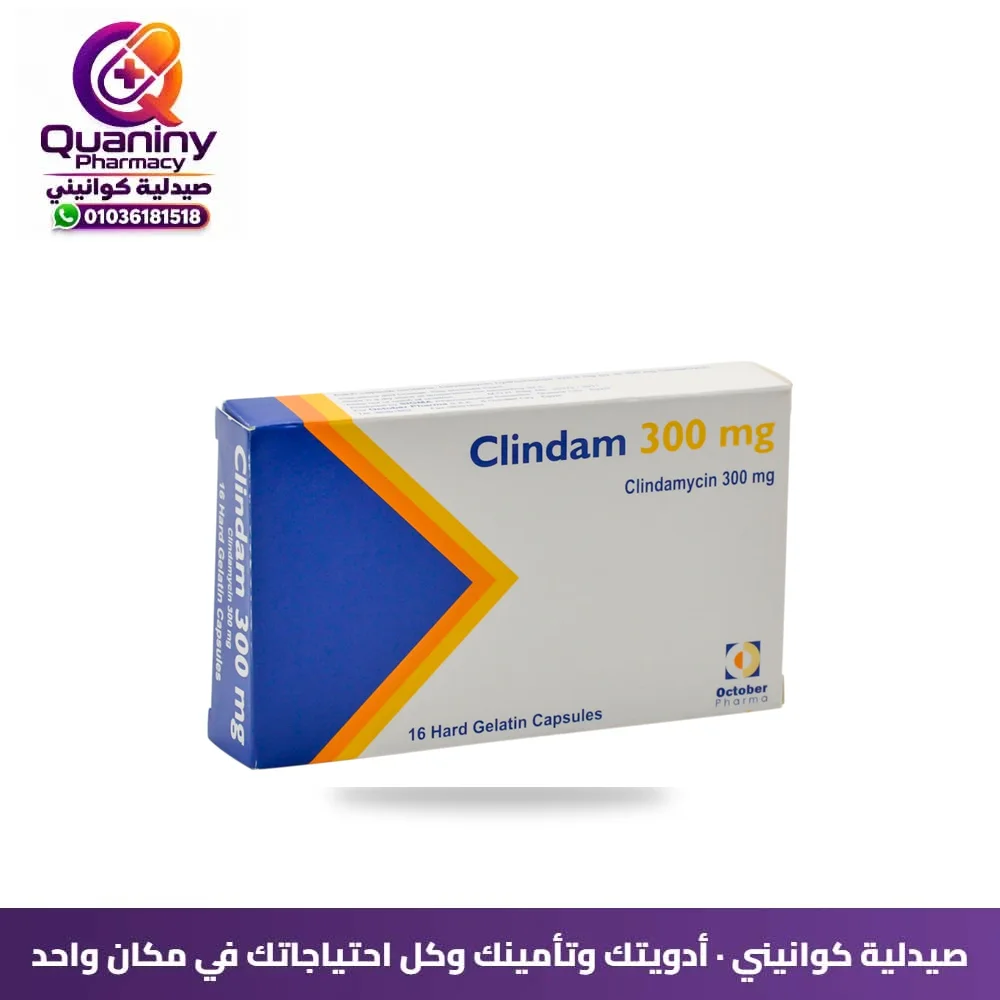 Quaniny
Pharmacy
صيدلية كوانيني
01036181518
Clindam 300 mg
Clindamycin 300 mg
16 Hard Gelatin Capsules
October
Pharma
Clindam 300 mg
Clindamycin 300 mg
16 Hard Gelatin Capsules
صيدلية كوانيني · أدويتك وتأمينك وكل احتياجاتك في مكان واحد